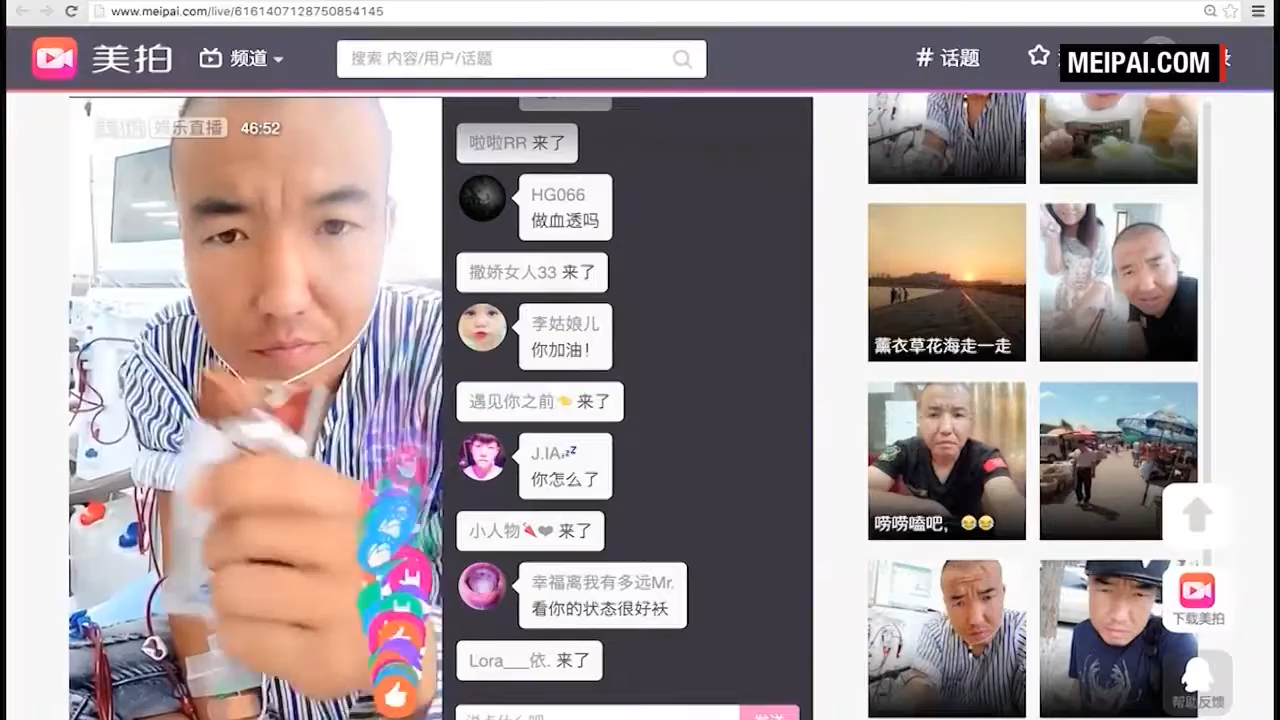 www.meipai.com/live/6161407128750854145
美拍
频道
搜索 内容/用户/话题
# 话题
MEIPAI.COM
娱乐直播
46:52
啦啦RR 来了
HG066
做血透吗
撒娇女人33 来了
李姑娘儿
你加油!
遇见你之前👈 来了
J.IA💤
你怎么了
小人物🌂❤ 来了
幸福离我有多远Mr.
看你的状态很好袄
Lora___依. 来了
发送
薰衣草花海走一走
唠唠嗑吧,😂😂
下载美拍
帮助反馈